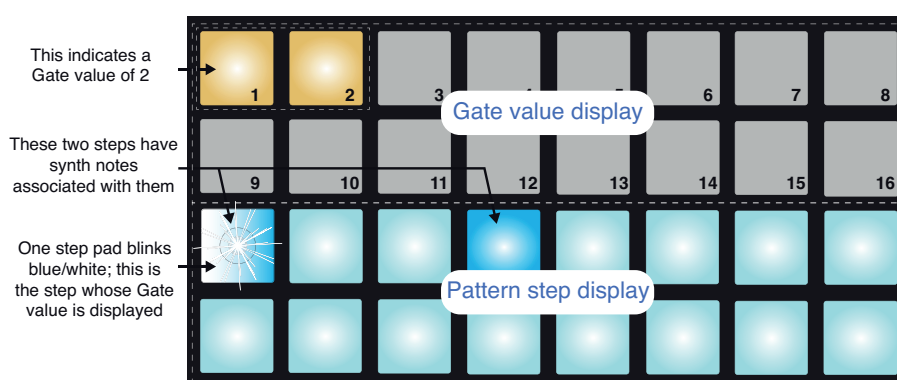 This indicates a
Gate value of 2
1 2 3 6 7 8
Gate value display
These two steps have
synth notes
associated with them
9 10 11 12 13 14 15 16
One step pad blinks
blue/white; this is
the step whose Gate
value is displayed
Pattern step display